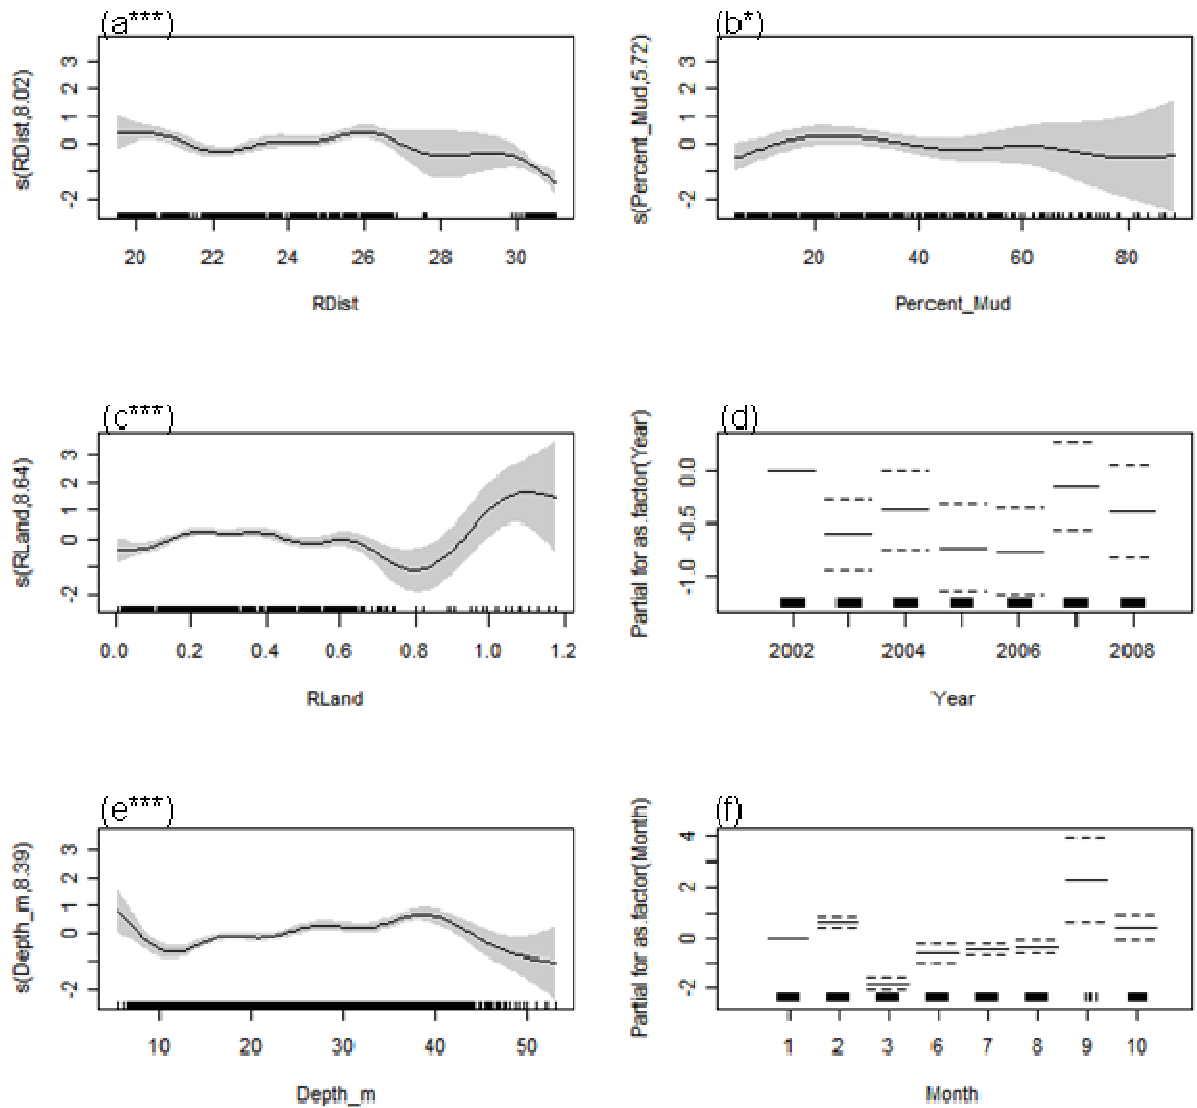 (a***)
s(RDist,8.02)
3
2
1
0
-2
20 22 24 26 28 30
RDist
(b*)
s(Percent_Mud,5.72)
3
2
1
0
-2
20 40 60 80
Percent_Mud
(c***)
s(RLand,8.64)
3
2
1
0
-2
0.0 0.2 0.4 0.6 0.8 1.0 1.2
RLand
(d)
Partial for as.factor(Year)
0.0
-0.5
-1.0
2002 2004 2006 2008
Year
(e***)
s(Depth_m,8.39)
3
2
1
0
-2
10 20 30 40 50
Depth_m
(f)
Partial for as.factor(Month)
4
2
0
-2
1 2 3 6 7 8 9 10
Month